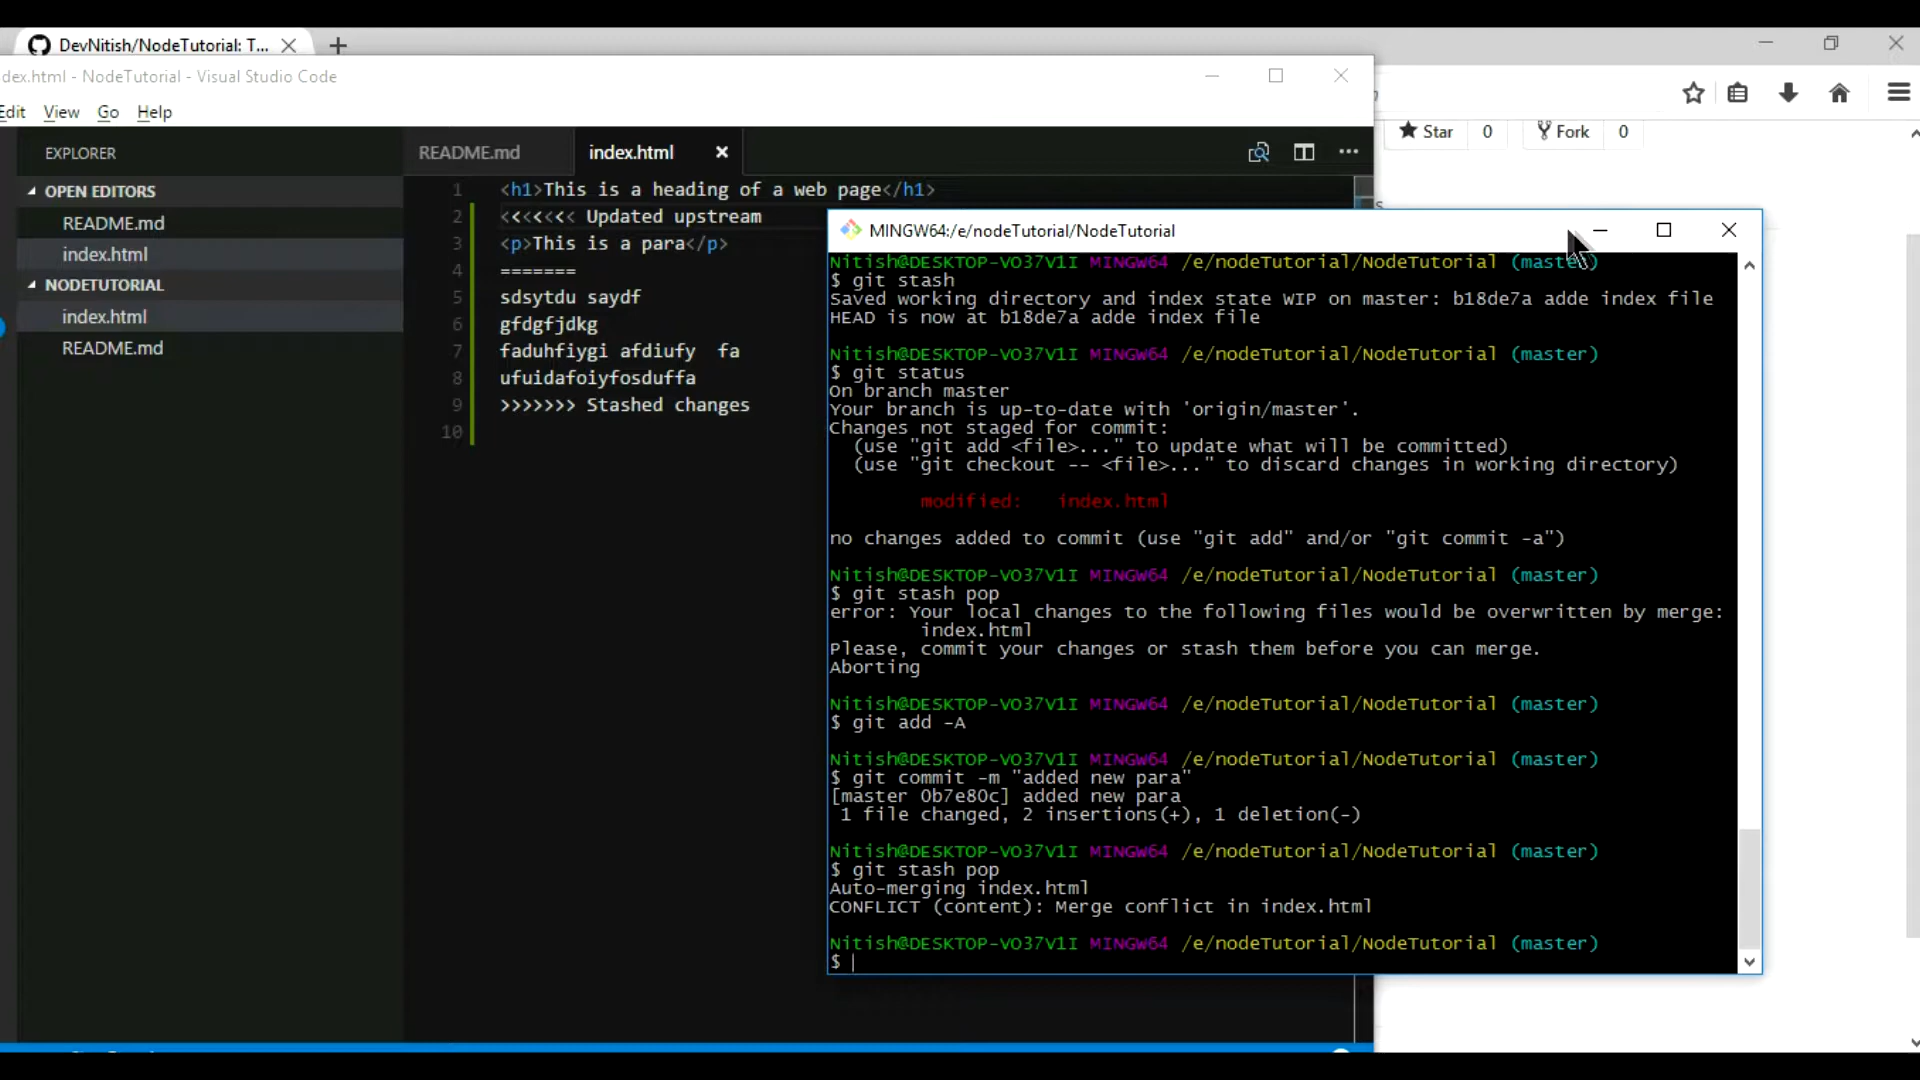 DevNitish/NodeTutorial: T...
dex.html - NodeTutorial - Visual Studio Code
Edit View Go Help
Star 0 Fork 0
EXPLORER
OPEN EDITORS
README.md
index.html
NODETUTORIAL
index.html
README.md
README.md index.html
1 <h1>This is a heading of a web page</h1>
2 <<<<<<< Updated upstream
3 <p>This is a para</p>
4 =======
5 sdsytdu saydf
6 gfdgfjdkg
7 faduhfiygi afdiufy  fa
8 ufuidafoiyfosduffa
9 >>>>>>> Stashed changes
10
MINGW64:/e/nodeTutorial/NodeTutorial
Nitish@DESKTOP-VO37V1I MINGW64 /e/nodeTutorial/NodeTutorial (master)
$ git stash
Saved working directory and index state WIP on master: b18de7a adde index file
HEAD is now at b18de7a adde index file
Nitish@DESKTOP-VO37V1I MINGW64 /e/nodeTutorial/NodeTutorial (master)
$ git status
On branch master
Your branch is up-to-date with 'origin/master'.
Changes not staged for commit:
(use "git add <file>..." to update what will be committed)
(use "git checkout -- <file>..." to discard changes in working directory)
modified:   index.html
no changes added to commit (use "git add" and/or "git commit -a")
Nitish@DESKTOP-VO37V1I MINGW64 /e/nodeTutorial/NodeTutorial (master)
$ git stash pop
error: Your local changes to the following files would be overwritten by merge:
index.html
Please, commit your changes or stash them before you can merge.
Aborting
Nitish@DESKTOP-VO37V1I MINGW64 /e/nodeTutorial/NodeTutorial (master)
$ git add -A
Nitish@DESKTOP-VO37V1I MINGW64 /e/nodeTutorial/NodeTutorial (master)
$ git commit -m "added new para"
[master 0b7e80c] added new para
1 file changed, 2 insertions(+), 1 deletion(-)
Nitish@DESKTOP-VO37V1I MINGW64 /e/nodeTutorial/NodeTutorial (master)
$ git stash pop
Auto-merging index.html
CONFLICT (content): Merge conflict in index.html
Nitish@DESKTOP-VO37V1I MINGW64 /e/nodeTutorial/NodeTutorial (master)
$